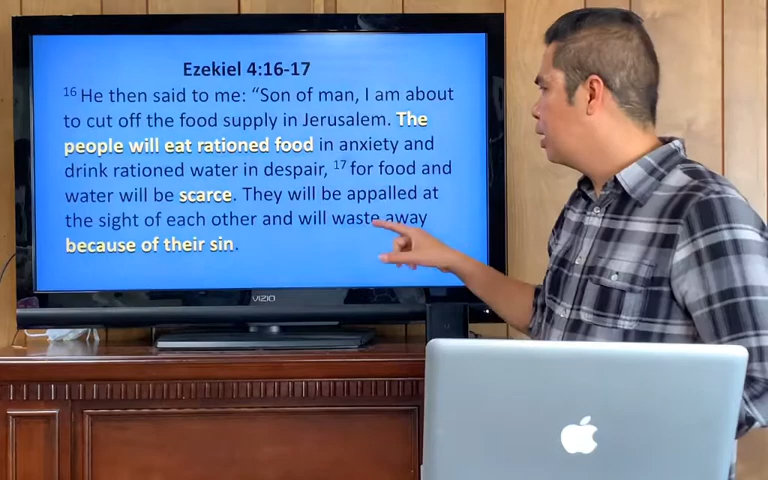 Ezekiel 4:16-17
16 He then said to me: “Son of man, I am about
to cut off the food supply in Jerusalem. The
people will eat rationed food in anxiety and
drink rationed water in despair, 17 for food and
water will be scarce. They will be appalled at
the sight of each other and will waste away
because of their sin.
VIZIO